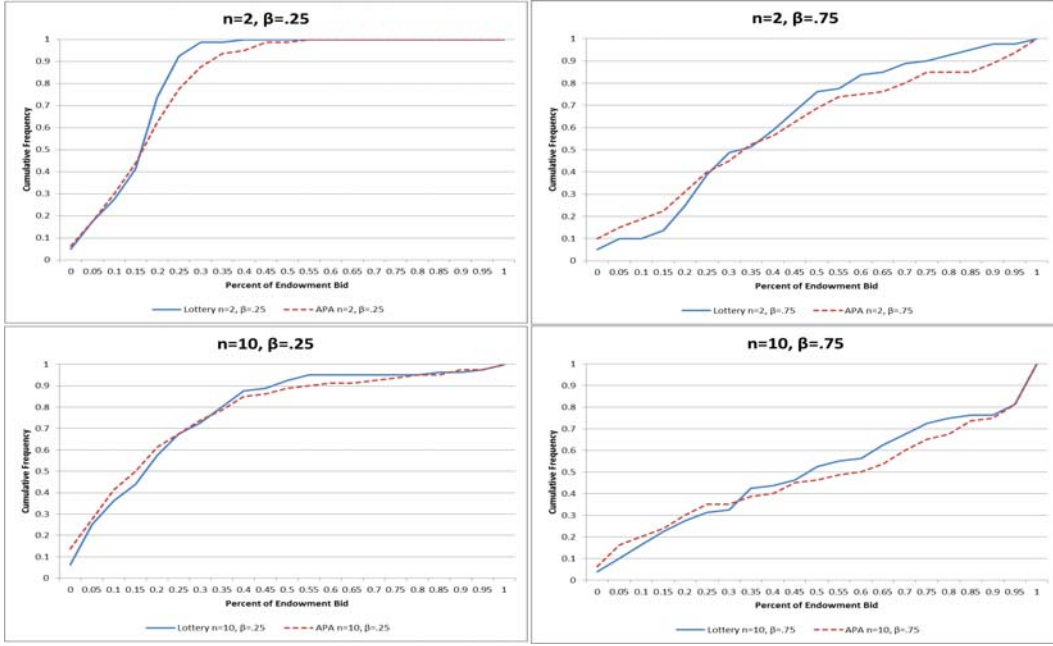 n=2, β=.25
Cumulative Frequency
1
0.9
0.8
0.7
0.6
0.5
0.4
0.3
0.2
0.1
0
0 0.05 0.1 0.15 0.2 0.25 0.3 0.35 0.4 0.45 0.5 0.55 0.6 0.65 0.7 0.75 0.8 0.85 0.9 0.95 1
Percent of Endowment Bid
Lottery n=2, β=.25 APA n=2, β=.25
n=2, β=.75
Cumulative Frequency
1
0.9
0.8
0.7
0.6
0.5
0.4
0.3
0.2
0.1
0
0 0.05 0.1 0.15 0.2 0.25 0.3 0.35 0.4 0.45 0.5 0.55 0.6 0.65 0.7 0.75 0.8 0.85 0.9 0.95 1
Percent of Endowment Bid
Lottery n=2, β=.75 APA n=2, β=.75
n=10, β=.25
Cumulative Frequency
1
0.9
0.8
0.7
0.6
0.5
0.4
0.3
0.2
0.1
0
0 0.05 0.1 0.15 0.2 0.25 0.3 0.35 0.4 0.45 0.5 0.55 0.6 0.65 0.7 0.75 0.8 0.85 0.9 0.95 1
Percent of Endowment Bid
Lottery n=10, β=.25 APA n=10, β=.25
n=10, β=.75
Cumulative Frequency
1
0.9
0.8
0.7
0.6
0.5
0.4
0.3
0.2
0.1
0
0 0.05 0.1 0.15 0.2 0.25 0.3 0.35 0.4 0.45 0.5 0.55 0.6 0.65 0.7 0.75 0.8 0.85 0.9 0.95 1
Percent of Endowment Bid
Lottery n=10, β=.75 APA n=10, β=.75